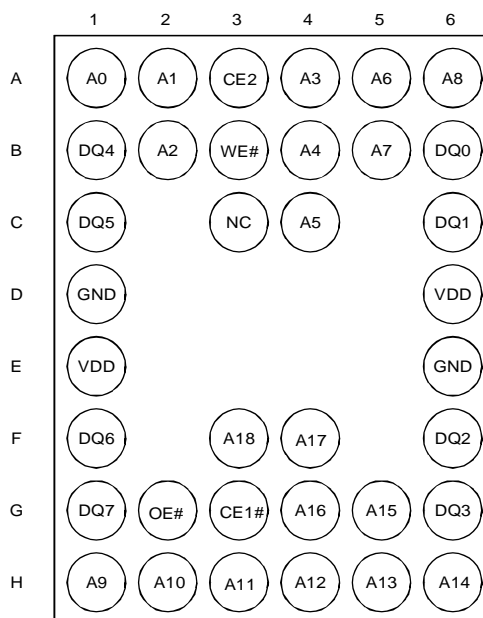 1 2 3 4 5 6
A A0 A1 CE2 A3 A6 A8
B DQ4 A2 WE# A4 A7 DQ0
C DQ5 NC A5 DQ1
D GND VDD
E VDD GND
F DQ6 A18 A17 DQ2
G DQ7 OE# CE1# A16 A15 DQ3
H A9 A10 A11 A12 A13 A14